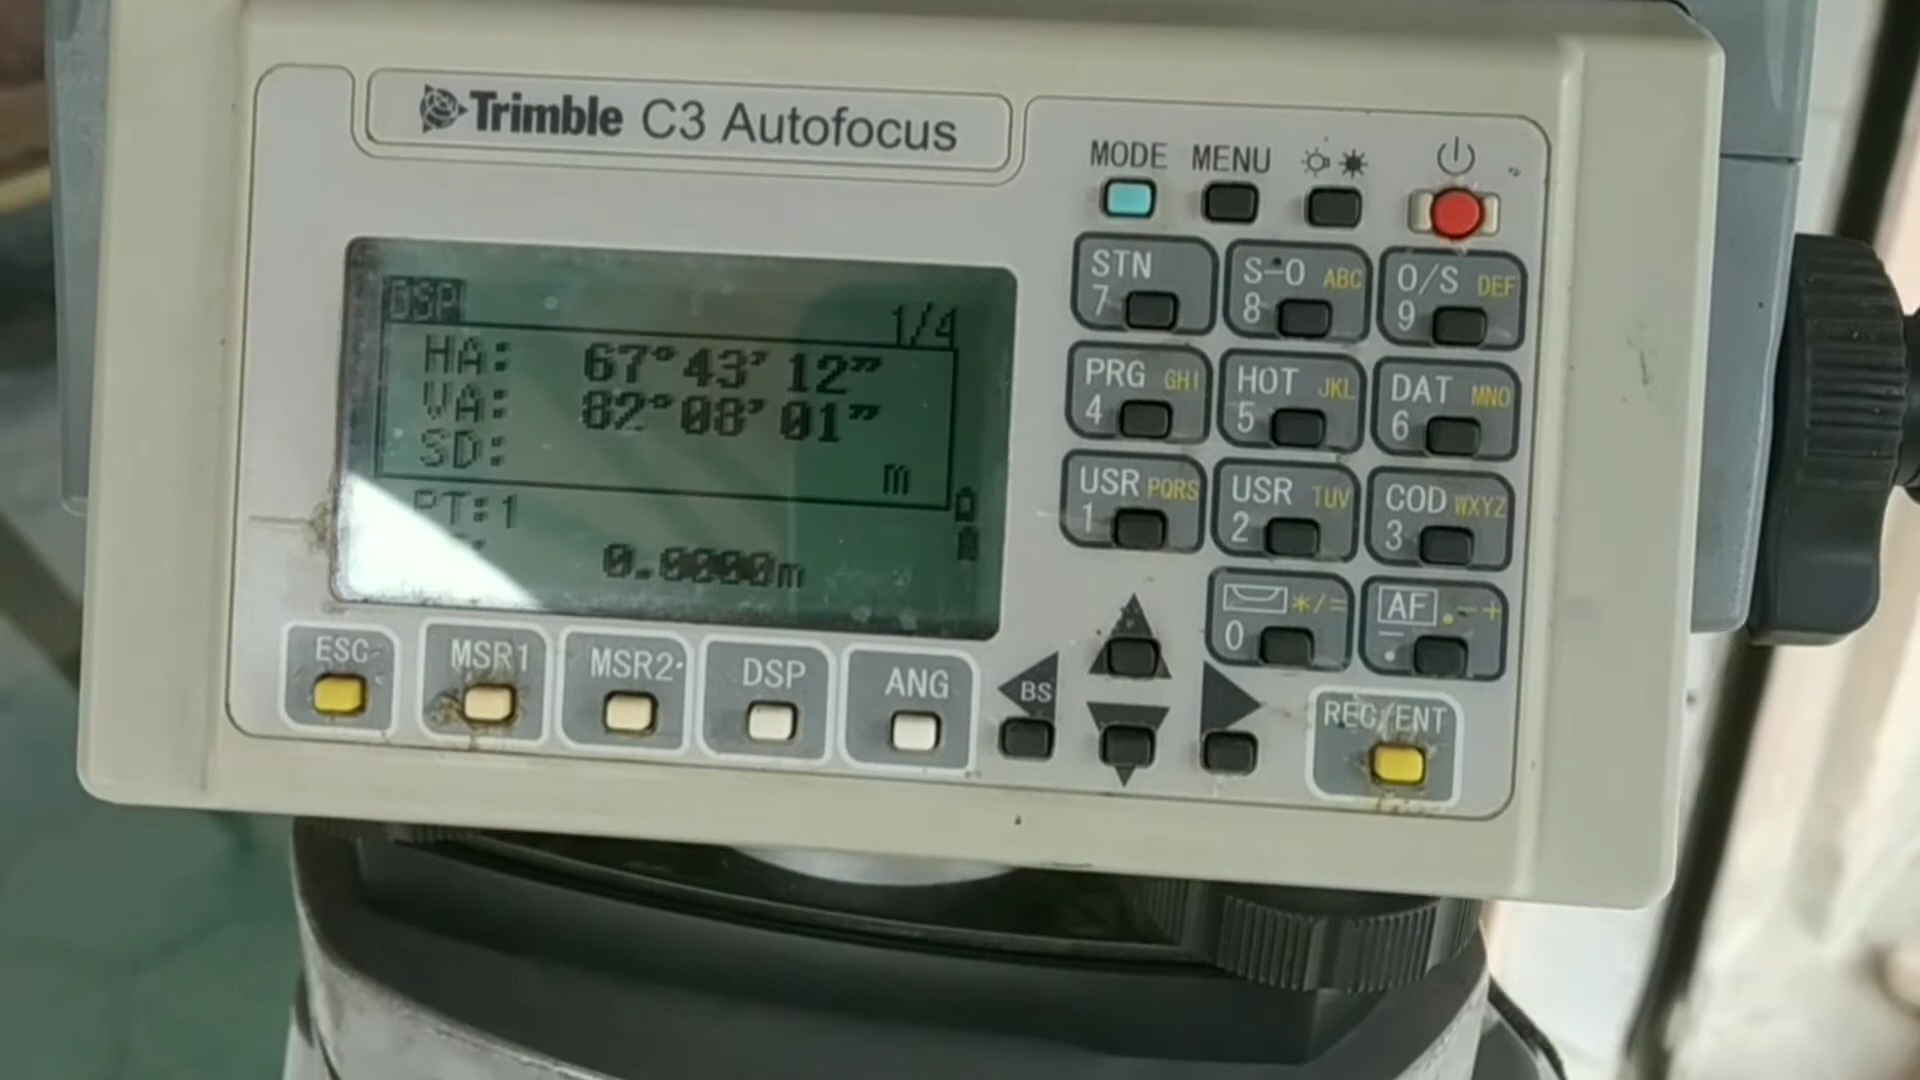 Trimble C3 Autofocus
MODE MENU
DSP 1/4
HA: 67°43'12"
VA: 82°08'01"
SD: m
PT:1
0.0000m
STN 7
S-O ABC 8
O/S DEF 9
PRG GHI 4
HOT JKL 5
DAT MNO 6
USR PQRS 1
USR TUV 2
COD WXYZ 3
*/= 0
AF .-+
ESC MSR1 MSR2 DSP ANG
BS
REC/ENT